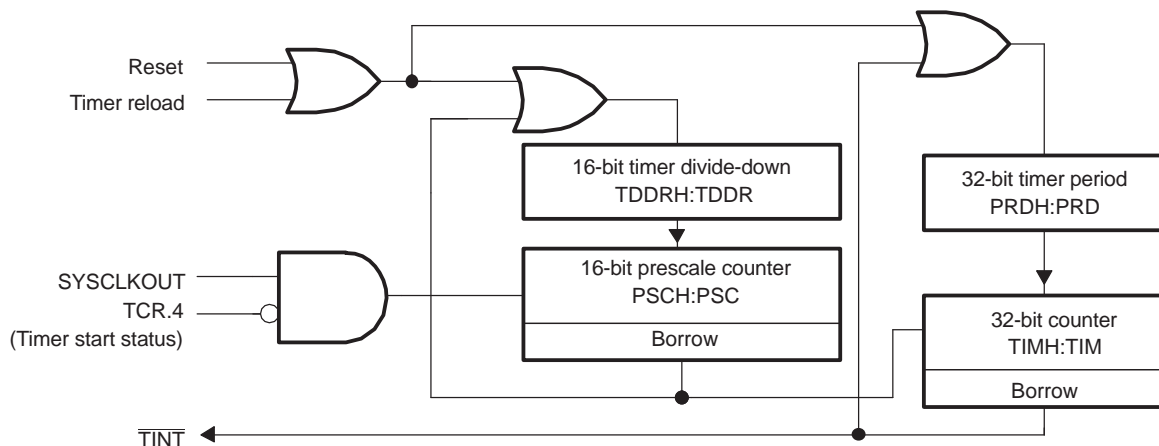 Reset
Timer reload
16-bit timer divide-down
TDDRH:TDDR
32-bit timer period
PRDH:PRD
SYSCLKOUT
TCR.4
(Timer start status)
16-bit prescale counter
PSCH:PSC
Borrow
32-bit counter
TIMH:TIM
Borrow
TINT